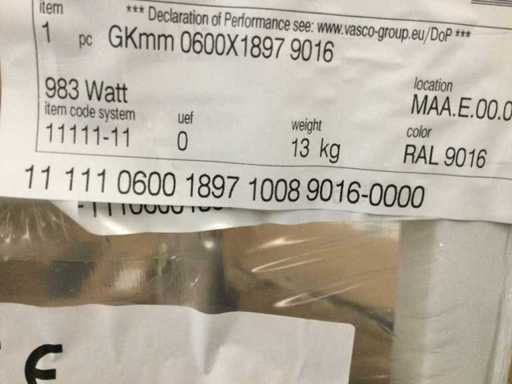 item *** Declaration of Performance see: www.vasco-group.eu/DoP ***
1 pc GKmm 0600X1897 9016
983 Watt
location
MAA.E.00.0
item code system uef weight color
11111-11 0 13 kg RAL 9016
11 111 0600 1897 1008 9016-0000
CE